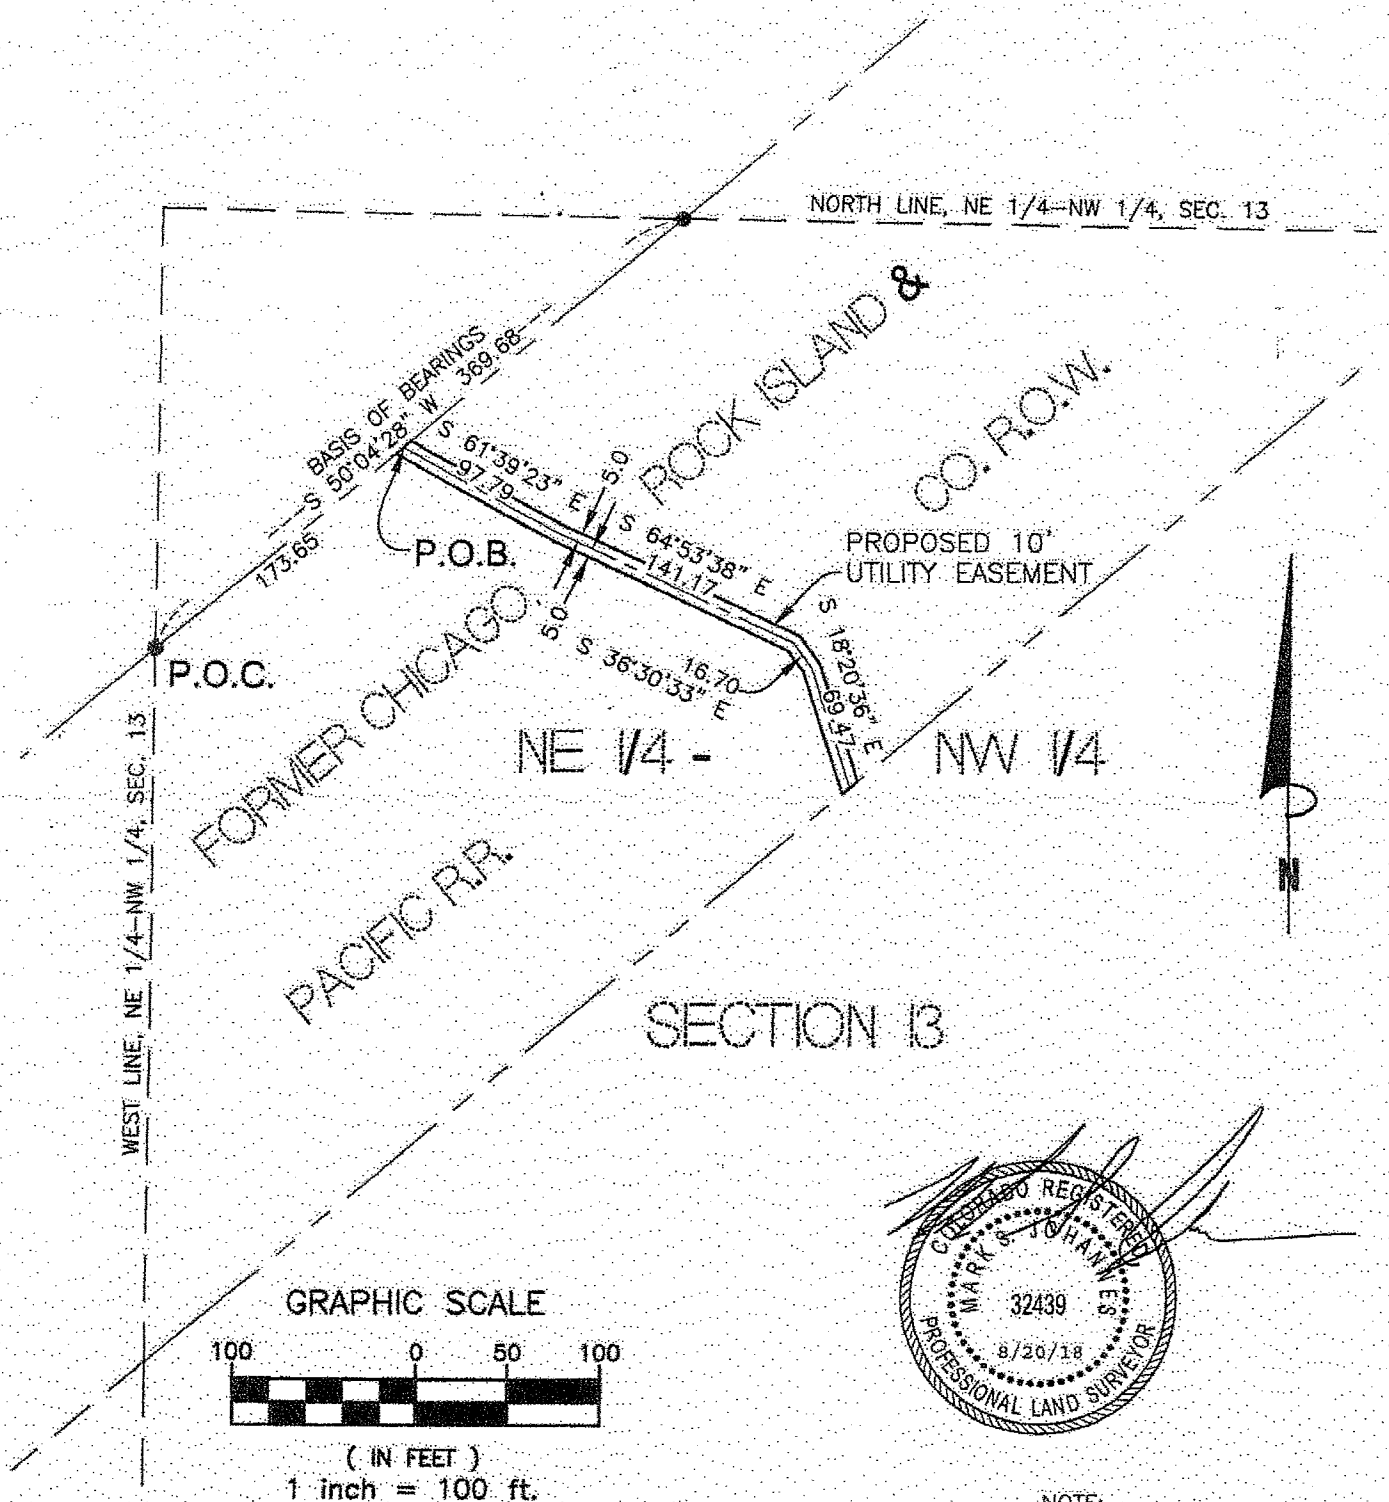 NORTH LINE, NE 1/4-NW 1/4, SEC. 13
ROCK ISLAND &
CO. R.O.W.
BASIS OF BEARINGS
S 50°04'28" W 369.68
173.65
S 61°39'23" E
97.79
5.0
S 64°53'38" E
141.17
P.O.B.
PROPOSED 10'
UTILITY EASEMENT
5.0
S 36°30'33" E
16.70
S 18°20'36" E
69.47
P.O.C.
FORMER CHICAGO,
PACIFIC R.R.
NE 1/4 -
NW 1/4
WEST LINE, NE 1/4-NW 1/4, SEC. 13
N
SECTION 13
COLORADO REGISTERED
MARK S. JOHANNES
32439
8/20/18
PROFESSIONAL LAND SURVEYOR
GRAPHIC SCALE
100 0 50 100
( IN FEET )
1 inch = 100 ft.
NOTE: